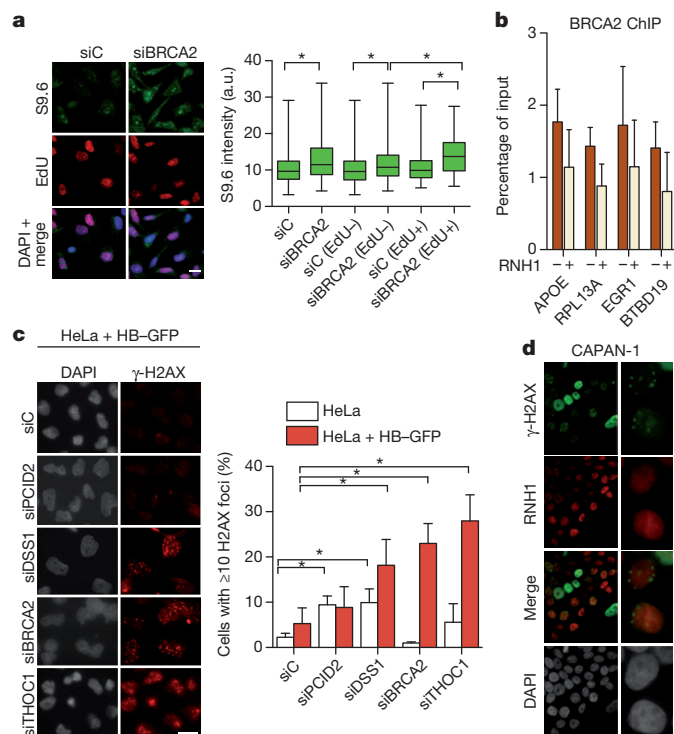 a
siC siBRCA2
S9.6
EdU
DAPI +
merge
S9.6 intensity (a.u.)
40
30
20
10
0
* * * *
siC
siBRCA2
siC (EdU−)
siBRCA2 (EdU−)
siC (EdU+)
siBRCA2 (EdU+)
b
BRCA2 ChIP
Percentage of input
3
2
1
0
RNH1 − + − + − + − +
APOE
RPL13A
EGR1
BTBD19
c
HeLa + HB–GFP
DAPI γ-H2AX
siC
siPCID2
siDSS1
siBRCA2
siTHOC1
HeLa
HeLa + HB–GFP
Cells with ≥10 H2AX foci (%)
40
30
20
10
0
*
*
*
*
*
siC
siPCID2
siDSS1
siBRCA2
siTHOC1
d
CAPAN-1
γ-H2AX
RNH1
Merge
DAPI